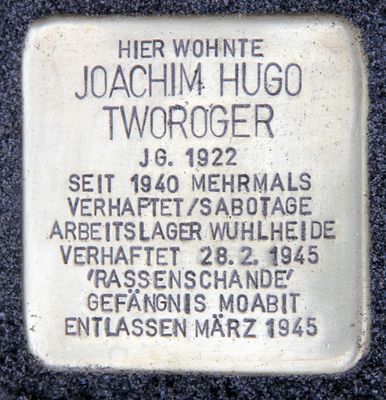 HIER WOHNTE
JOACHIM HUGO
TWOROGER
JG. 1922
SEIT 1940 MEHRMALS
VERHAFTET/SABOTAGE
ARBEITSLAGER WUHLHEIDE
VERHAFTET 28.2.1945
'RASSENSCHANDE'
GEFÄNGNIS MOABIT
ENTLASSEN MÄRZ 1945